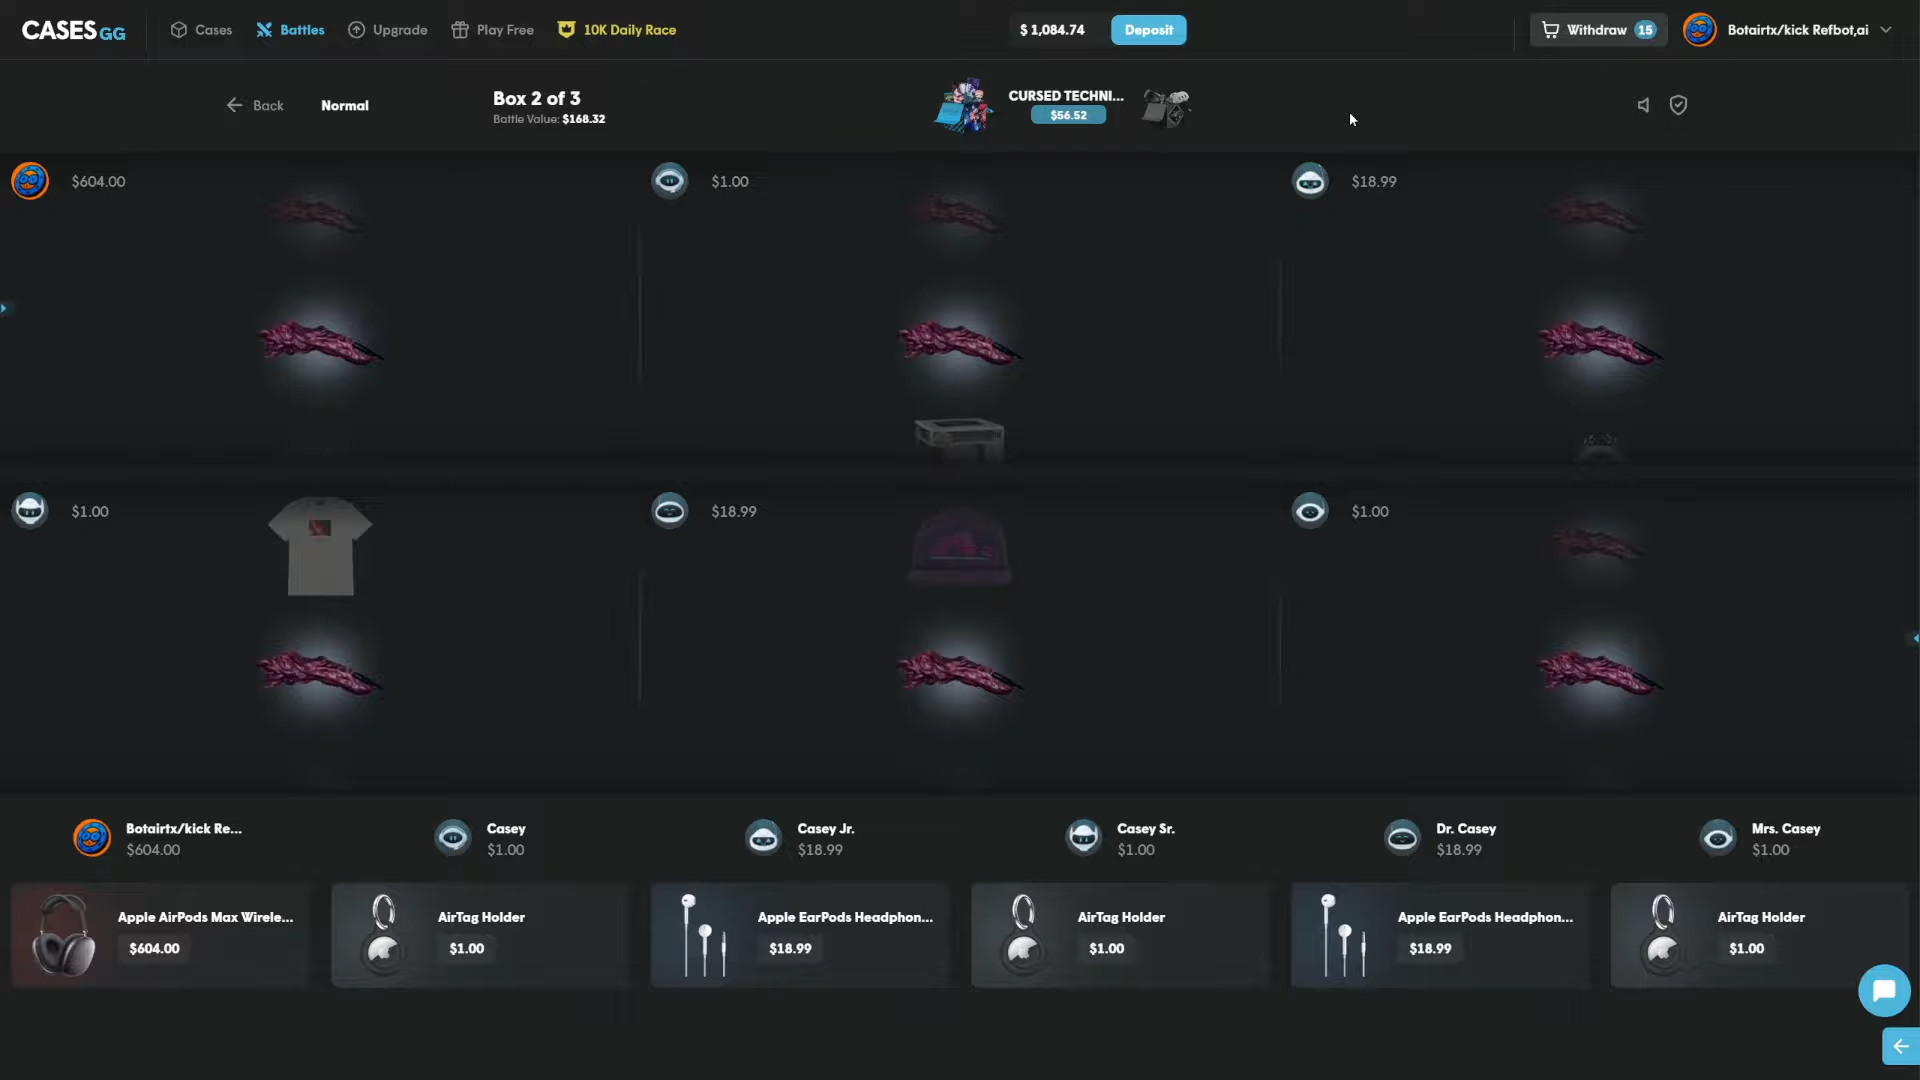 CASESGG
Cases
Battles
Upgrade
Play Free
10K Daily Race
$ 1,084.74
Deposit
Withdraw 15
Botairtx/kick Refbot,ai
Back
Normal
Box 2 of 3
Battle Value: $168.32
CURSED TECHNI...
$56.52
$604.00
$1.00
$18.99
$1.00
$18.99
$1.00
Botairtx/kick Re...
$604.00
Casey
$1.00
Casey Jr.
$18.99
Casey Sr.
$1.00
Dr. Casey
$18.99
Mrs. Casey
$1.00
Apple AirPods Max Wirele...
$604.00
AirTag Holder
$1.00
Apple EarPods Headphon...
$18.99
AirTag Holder
$1.00
Apple EarPods Headphon...
$18.99
AirTag Holder
$1.00